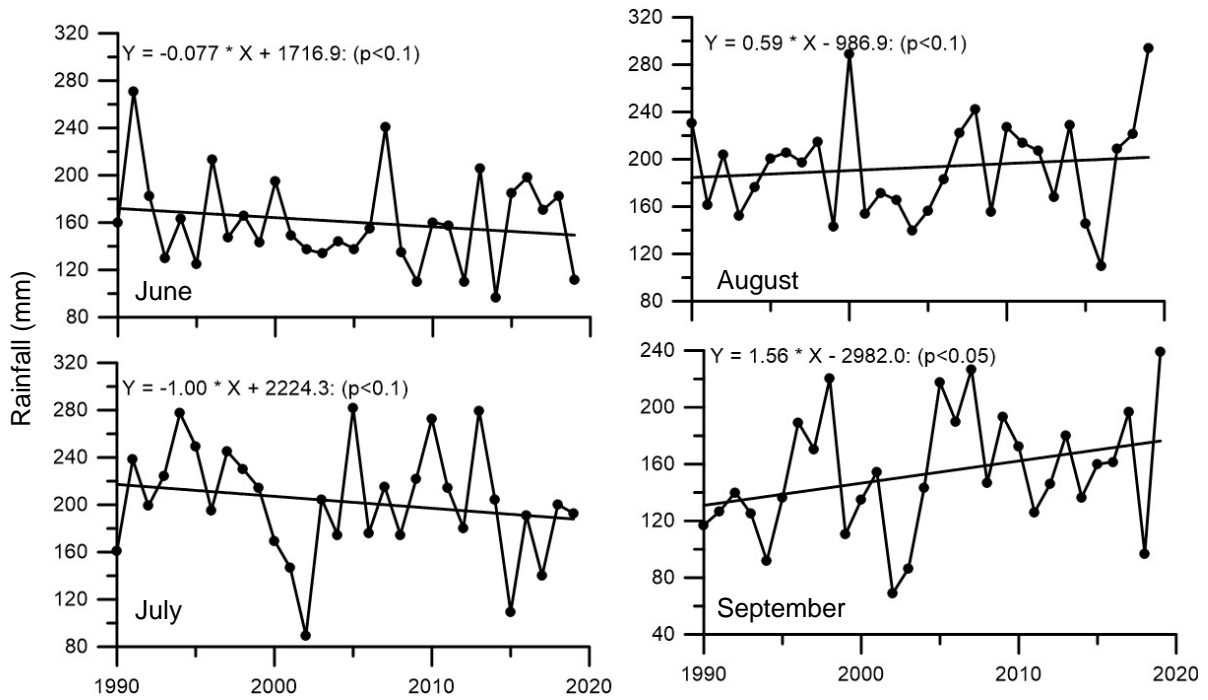 Rainfall (mm)
320
280
240
200
160
120
80
Y = -0.077 * X + 1716.9: (p<0.1)
June
320
280
240
200
160
120
80
Y = 0.59 * X - 986.9: (p<0.1)
August
320
280
240
200
160
120
80
Y = -1.00 * X + 2224.3: (p<0.1)
July
1990 2000 2010 2020
240
200
160
120
80
40
Y = 1.56 * X - 2982.0: (p<0.05)
September
1990 2000 2010 2020